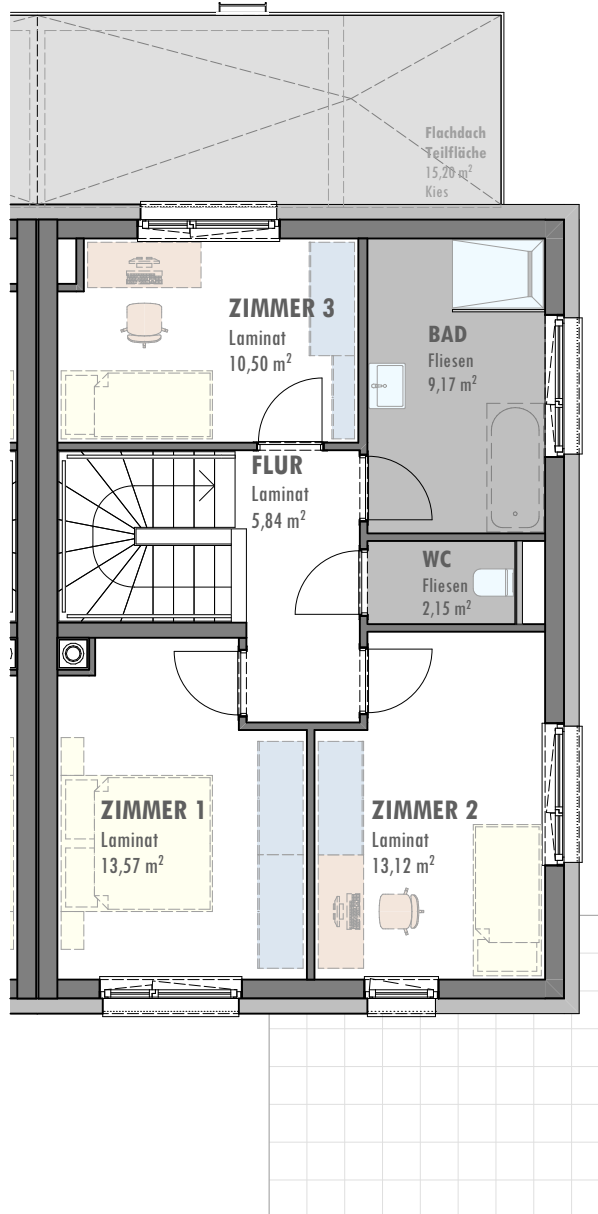 Flachdach
Teilfläche
15,20 m²
Kies
ZIMMER 3
Laminat
10,50 m²
BAD
Fliesen
9,17 m²
FLUR
Laminat
5,84 m²
WC
Fliesen
2,15 m²
ZIMMER 1
Laminat
13,57 m²
ZIMMER 2
Laminat
13,12 m²